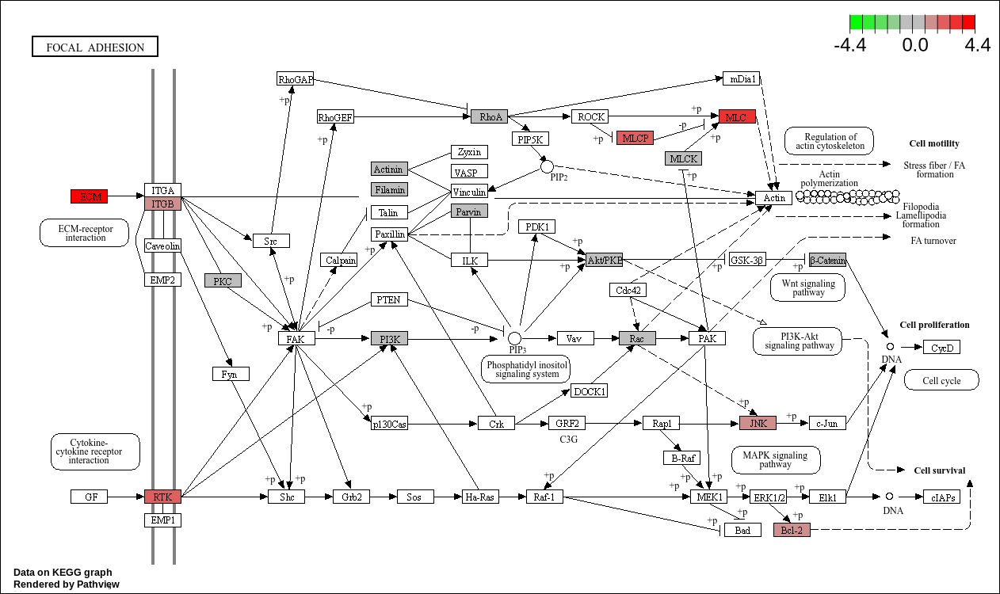 -4.4 0.0 4.4
FOCAL ADHESION
RhoGAP
mDia1
+p
RhoGEF
RhoA
ROCK
+p
MLC
-p
+p
+p
MLCP
+p
PIP5K
MLCK
+p
Regulation of
actin cytoskeleton
Cell motility
Zyxin
Actinin
VASP
PIP2
Stress fiber / FA
formation
Actin
polymerization
ITGA
Filamin
Vinculin
Actin
ECM
ITGB
Talin
Parvin
Filopodia
Lamellipodia
formation
ECM-receptor
interaction
Paxillin
PDK1
Caveolin
Src
+p
+p
FA turnover
Calpain
ILK
+p
Akt/PKB
+p
GSK-3β
+p
β-Catenin
EMP2
PKC
+p
Cdc42
Wnt signaling
pathway
PTEN
+p
-p
-p
Cell proliferation
FAK
PI3K
PIP3
Vav
Rac
PAK
PI3K-Akt
signaling pathway
DNA
CycD
Fyn
Phosphatidyl inositol
signaling system
Cell cycle
DOCK1
+p
+p
p130Cas
Crk
GRF2
C3G
Rap1
JNK
+p
c-Jun
Cytokine-
cytokine receptor
interaction
B-Raf
MAPK signaling
pathway
Cell survival
+p
+p
+p
+p
+p
+p
+p
+p
GF
RTK
Shc
Grb2
Sos
Ha-Ras
Raf-1
MEK1
ERK1/2
Elk1
DNA
cIAPs
EMP1
+p
+p
+p
Bad
Bcl-2
Data on KEGG graph
Rendered by Pathview